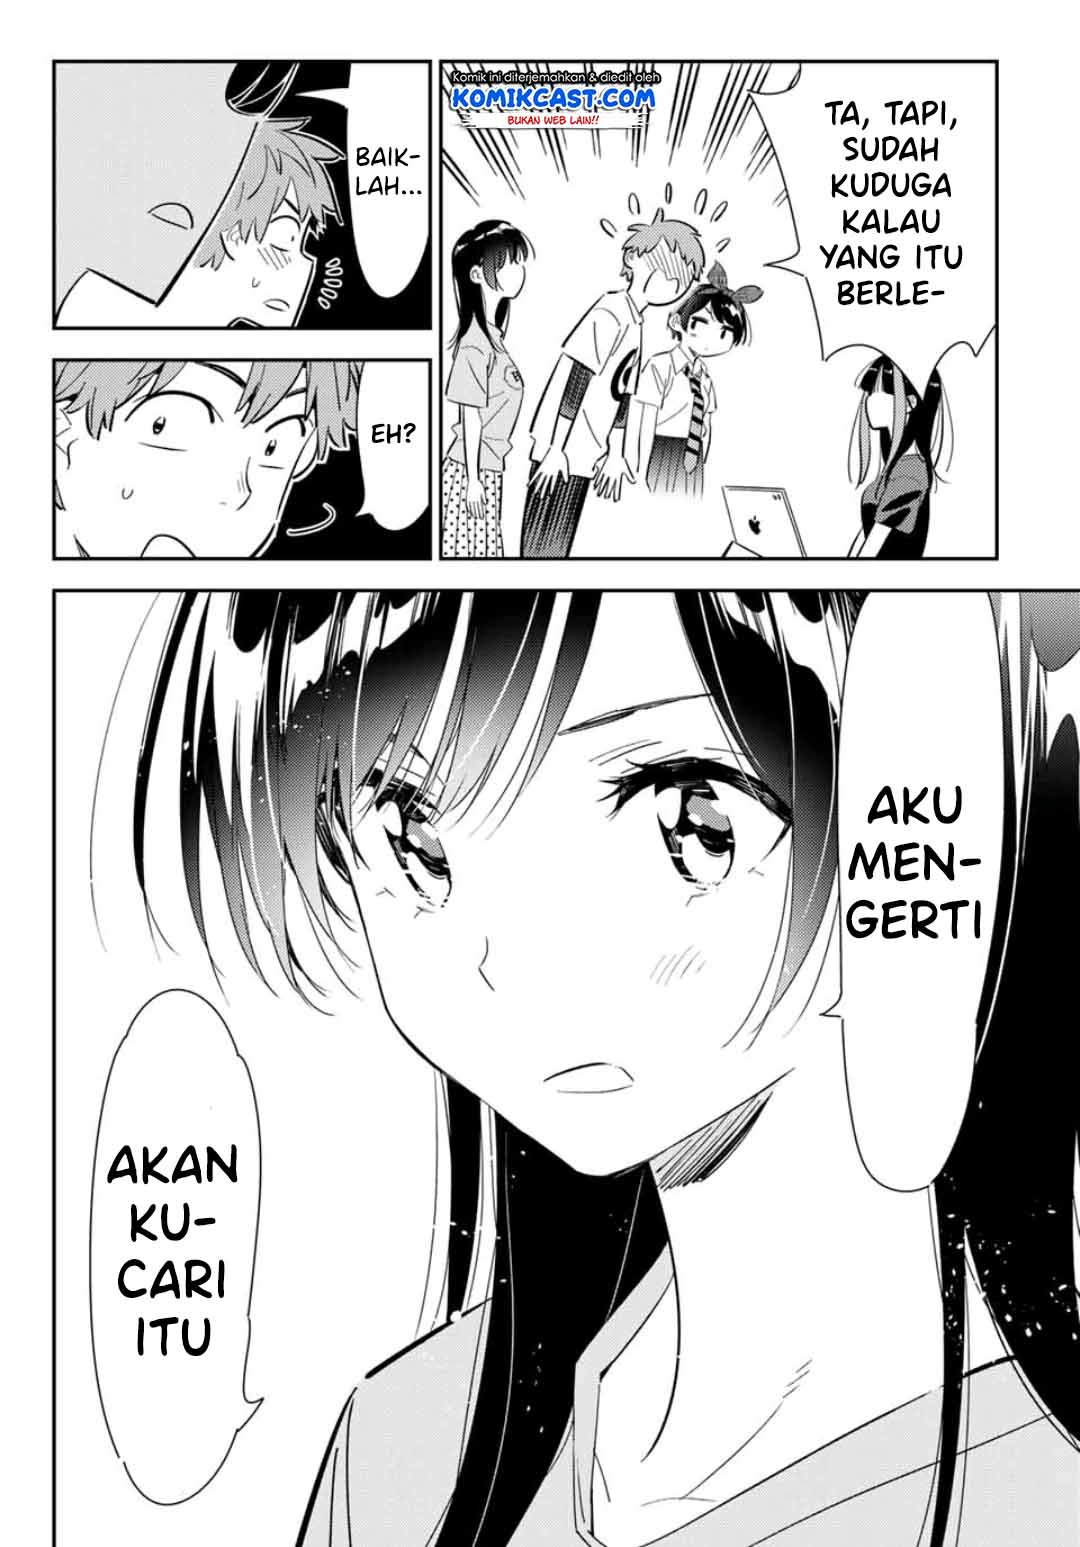 Komik ini diterjemahkan & diedit oleh
KOMIKCAST.COM
BUKAN WEB LAIN!!
TA, TAPI,
SUDAH
KUDUGA
KALAU
YANG ITU
BERLE-
BAIK-
LAH...
EH?
AKU
MEN-
GERTI
AKAN
KU-
CARI
ITU